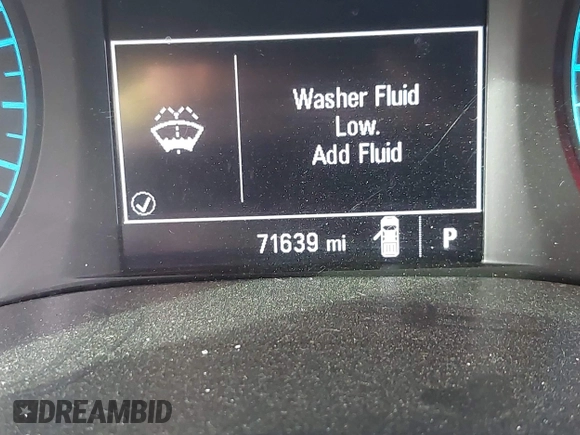 Washer Fluid
Low.
Add Fluid
71639 mi
P
DREAMBID